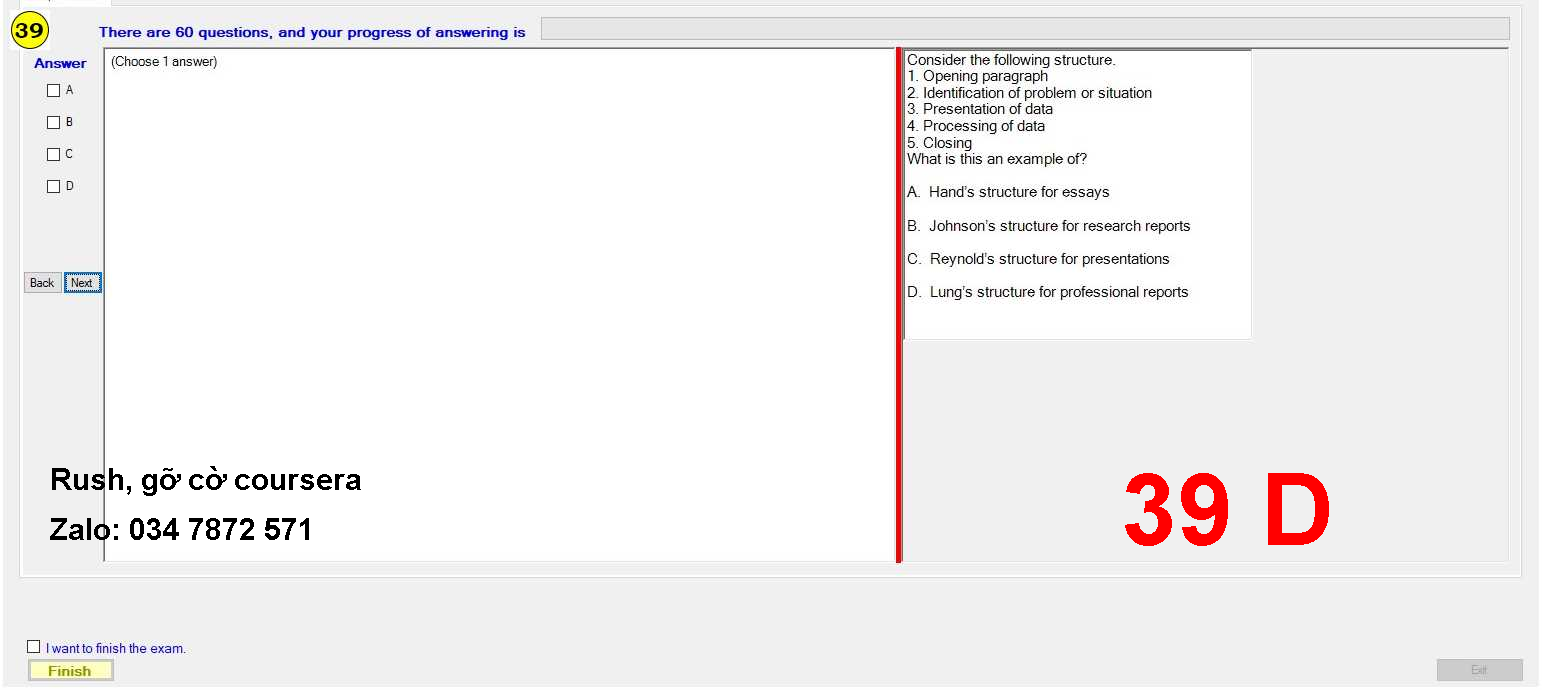 39
There are 60 questions, and your progress of answering is
Answer
(Choose 1 answer)
A
B
C
D
Back
Next
Consider the following structure.
1. Opening paragraph
2. Identification of problem or situation
3. Presentation of data
4. Processing of data
5. Closing
What is this an example of?
A. Hand's structure for essays
B. Johnson's structure for research reports
C. Reynold's structure for presentations
D. Lung's structure for professional reports
Rush, gỡ cờ coursera
Zalo: 034 7872 571
39 D
I want to finish the exam.
Finish
Exit